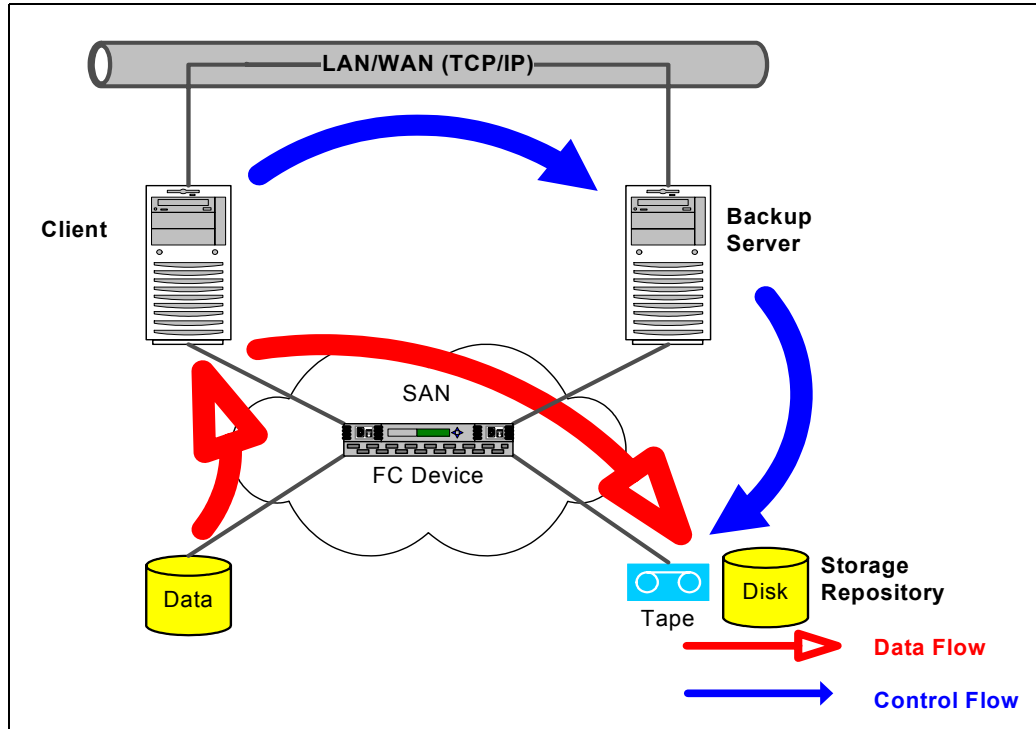 LAN/WAN (TCP/IP)
Client
Backup
Server
SAN
FC Device
Data
Tape
Disk
Storage
Repository
Data Flow
Control Flow